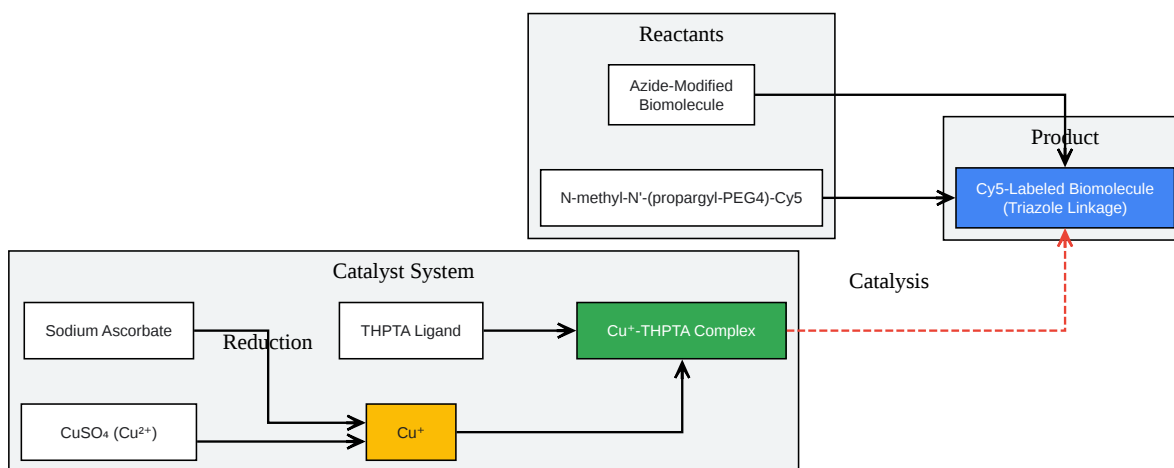 Reactants
Azide-Modified
Biomolecule
Product
N-methyl-N'-(propargyl-PEG4)-Cy5
Cy5-Labeled Biomolecule
(Triazole Linkage)
Catalyst System
Catalysis
Sodium Ascorbate
Reduction
THPTA Ligand
Cu⁺-THPTA Complex
CuSO₄ (Cu²⁺)
Cu⁺